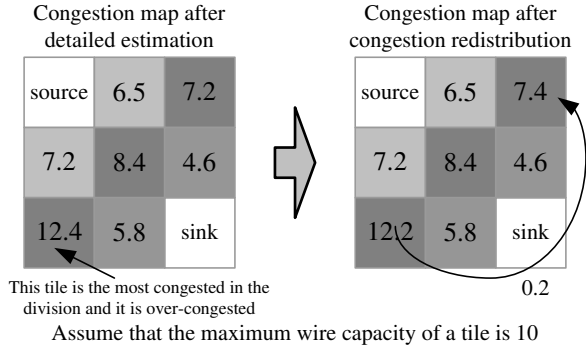 Congestion map after
detailed estimation
source 6.5 7.2
7.2 8.4 4.6
12.4 5.8 sink
This tile is the most congested in the
division and it is over-congested
Congestion map after
congestion redistribution
source 6.5 7.4
7.2 8.4 4.6
12.2 5.8 sink
0.2
Assume that the maximum wire capacity of a tile is 10